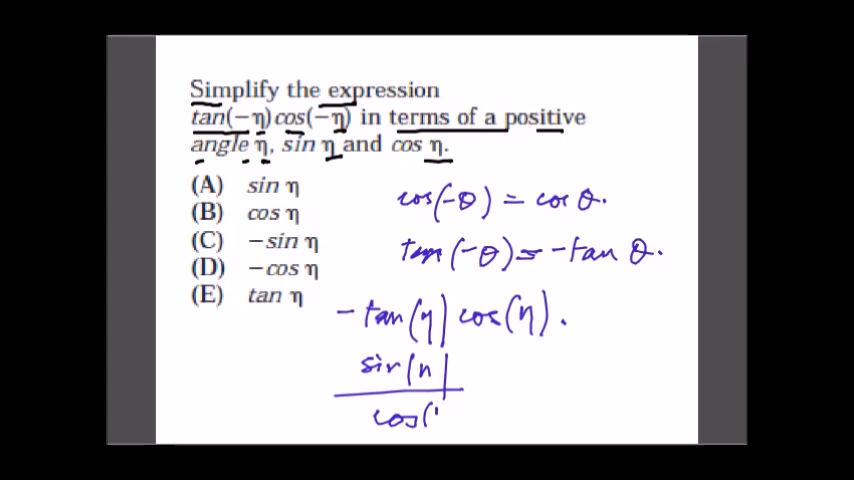 Simplify the expression
tan(−η)cos(−η) in terms of a positive
angle η, sin η and cos η.
(A) sin η
(B) cos η
(C) −sin η
(D) −cos η
(E) tan η
cos(-θ) = cos θ.
tan(-θ) = -tan θ.
- tan(η) cos(η).
sin(η)
cos(